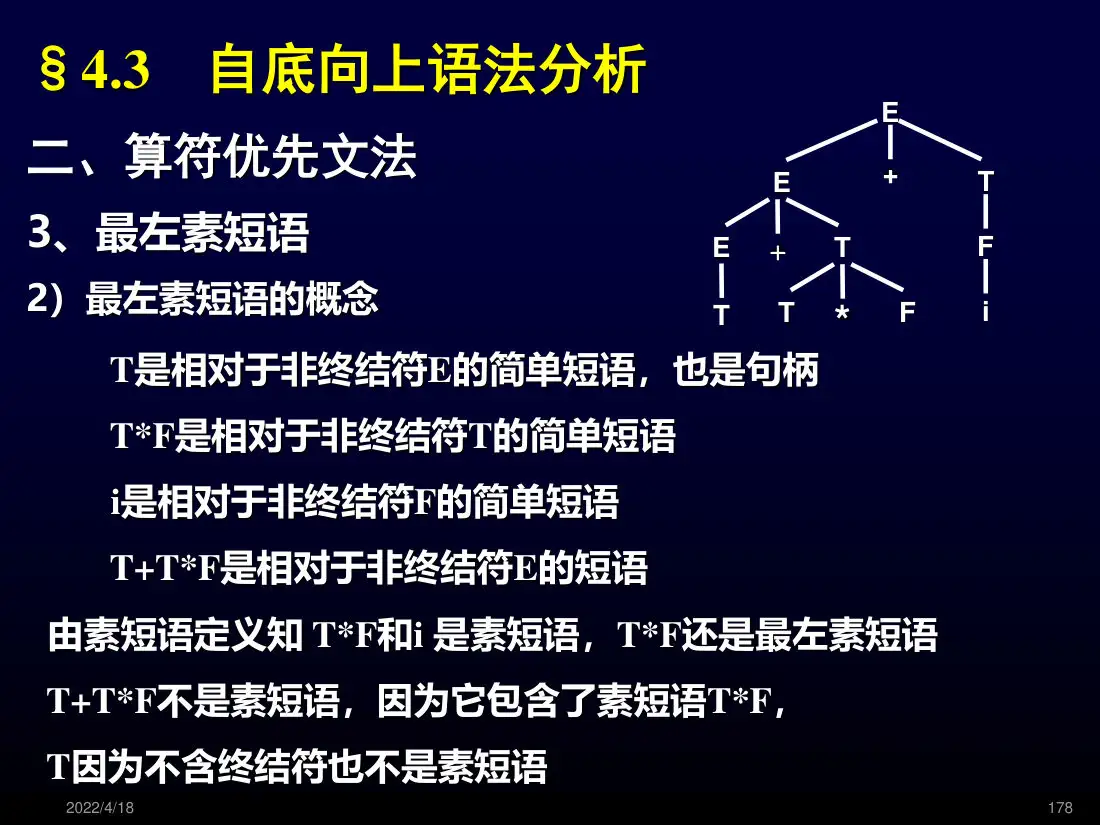 §4.3 自底向上语法分析
二、算符优先文法
3、最左素短语
2）最左素短语的概念
E
E + T
E + T F
T T * F i
T是相对于非终结符E的简单短语，也是句柄
T*F是相对于非终结符T的简单短语
i是相对于非终结符F的简单短语
T+T*F是相对于非终结符E的短语
由素短语定义知 T*F和i 是素短语，T*F还是最左素短语
T+T*F不是素短语，因为它包含了素短语T*F，
T因为不含终结符也不是素短语
2022/4/18
178